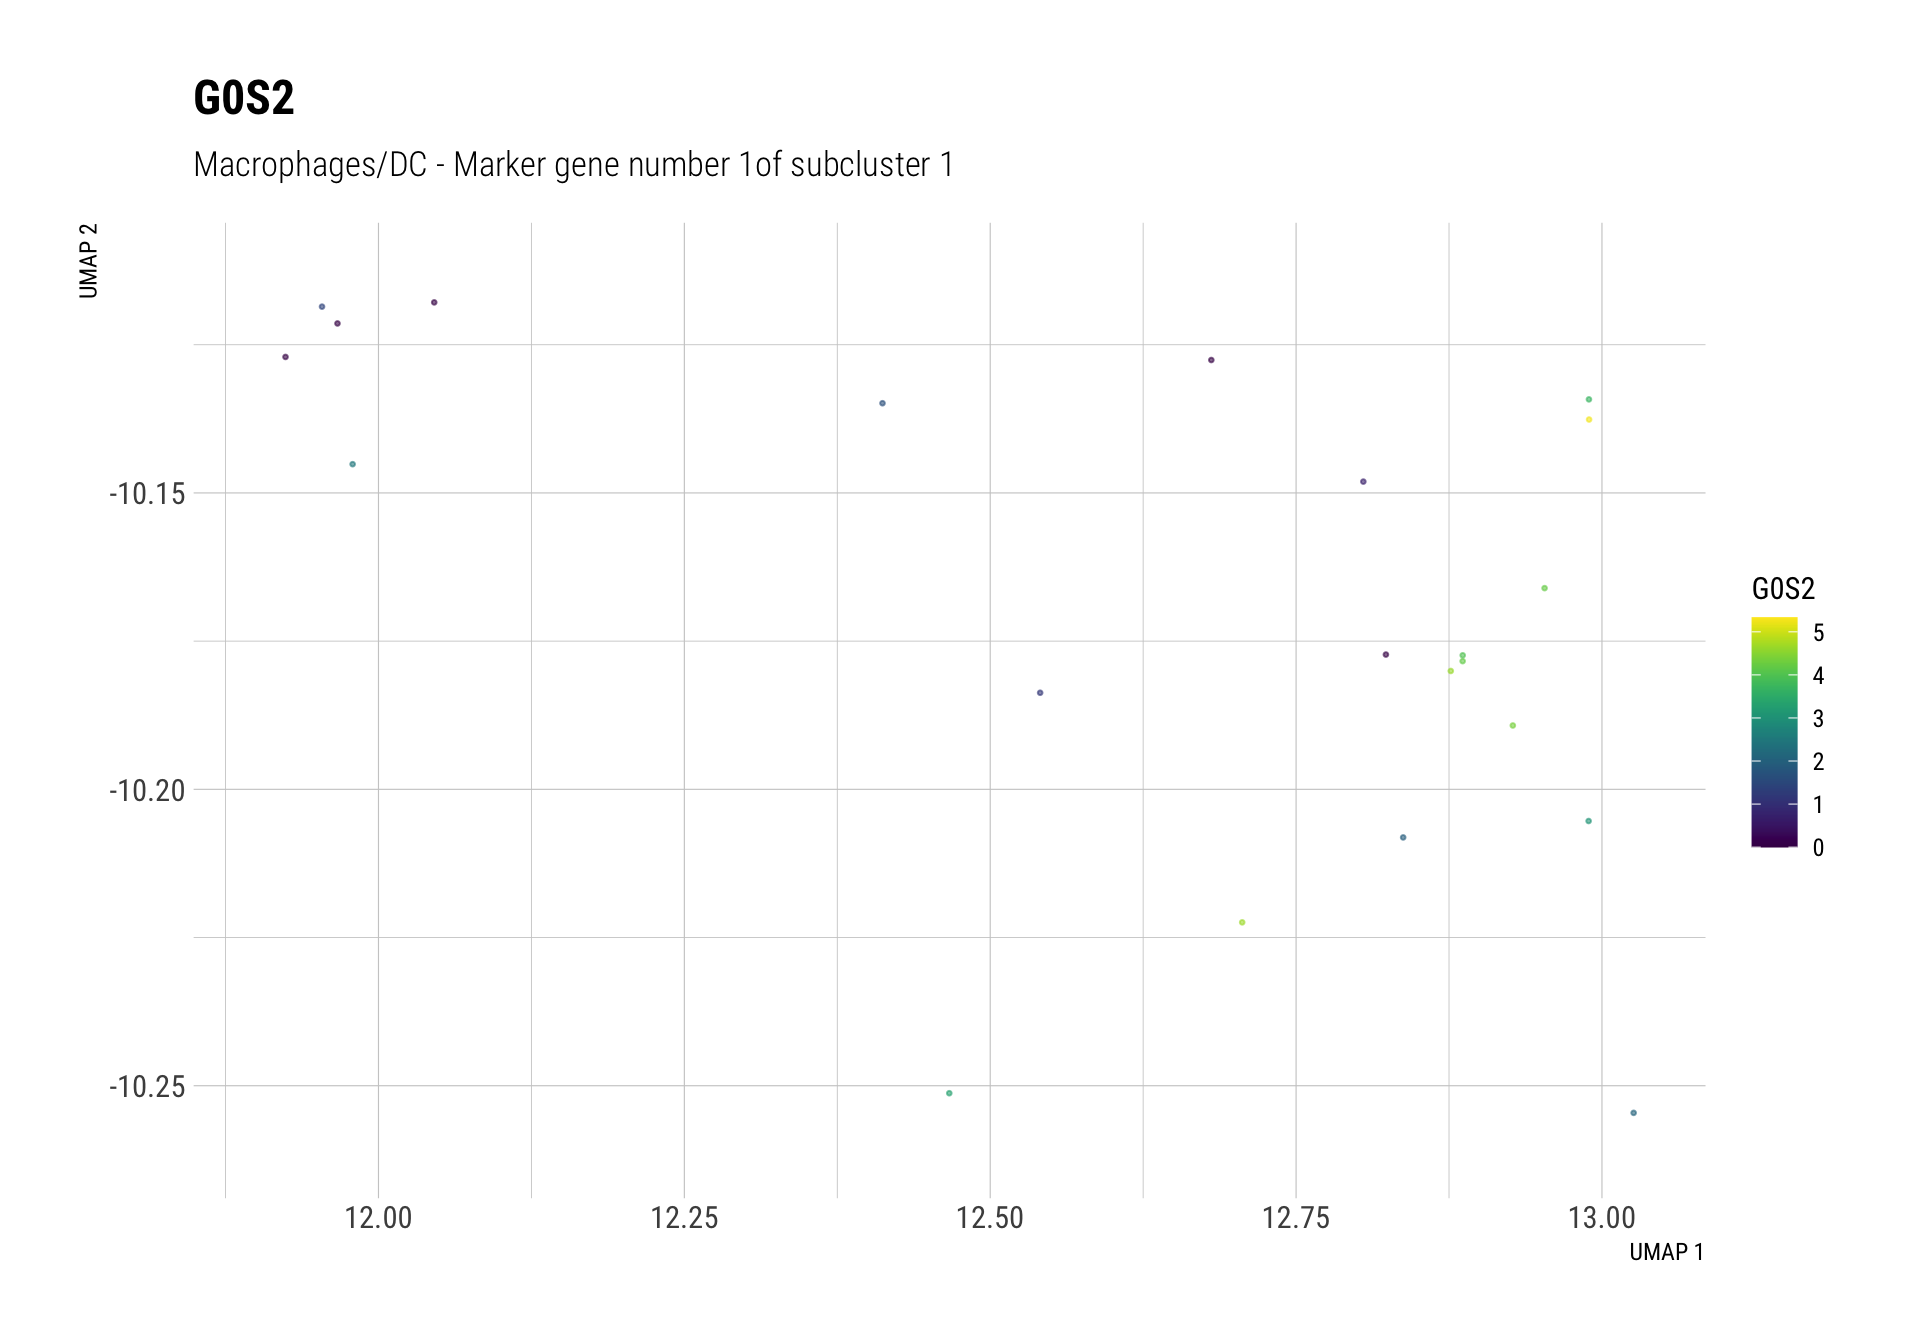 G0S2
Macrophages/DC - Marker gene number 1of subcluster 1
UMAP 2
-10.15
-10.20
-10.25
12.00 12.25 12.50 12.75 13.00
UMAP 1
G0S2
5
4
3
2
1
0